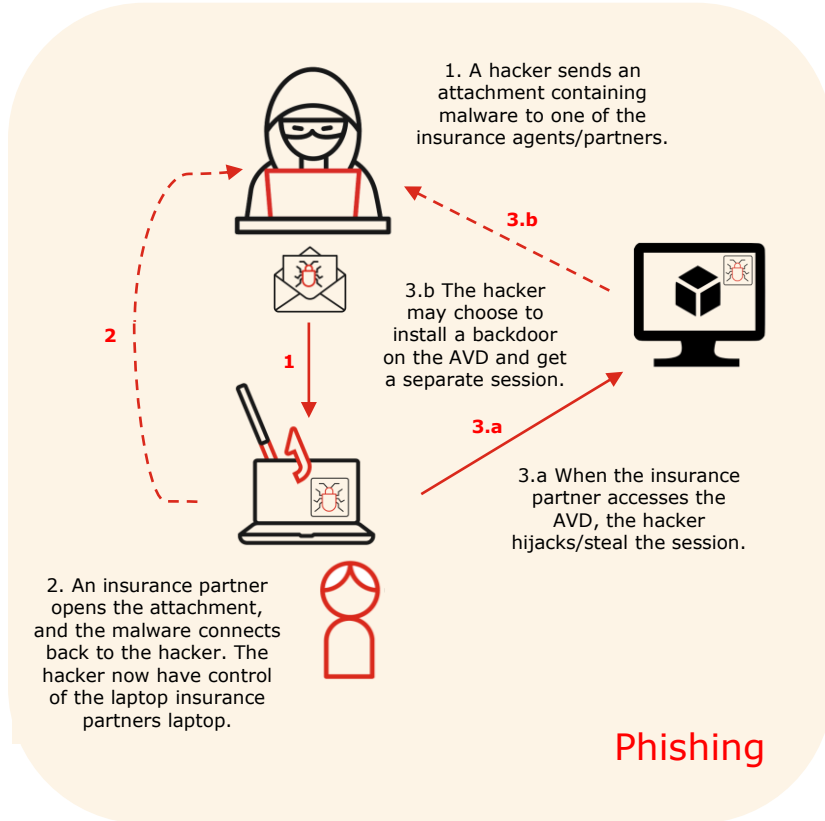 1. A hacker sends an
attachment containing
malware to one of the
insurance agents/partners.
3.b
3.b The hacker
may choose to
install a backdoor
on the AVD and get
a separate session.
2
1
3.a
3.a When the insurance
partner accesses the
AVD, the hacker
hijacks/steal the session.
2. An insurance partner
opens the attachment,
and the malware connects
back to the hacker. The
hacker now have control
of the laptop insurance
partners laptop.
Phishing